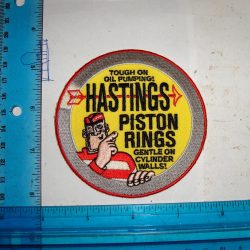 TOUGH ON
OIL PUMPING!
HASTINGS
PISTON
RINGS
GENTLE ON
CYLINDER
WALLS!